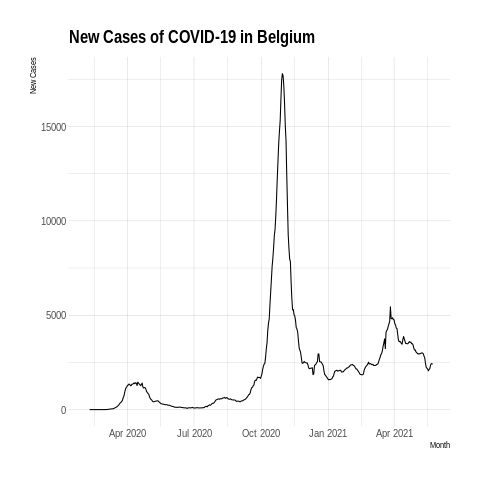 New Cases of COVID-19 in Belgium
New Cases
15000
10000
5000
0
Apr 2020 Jul 2020 Oct 2020 Jan 2021 Apr 2021
Month